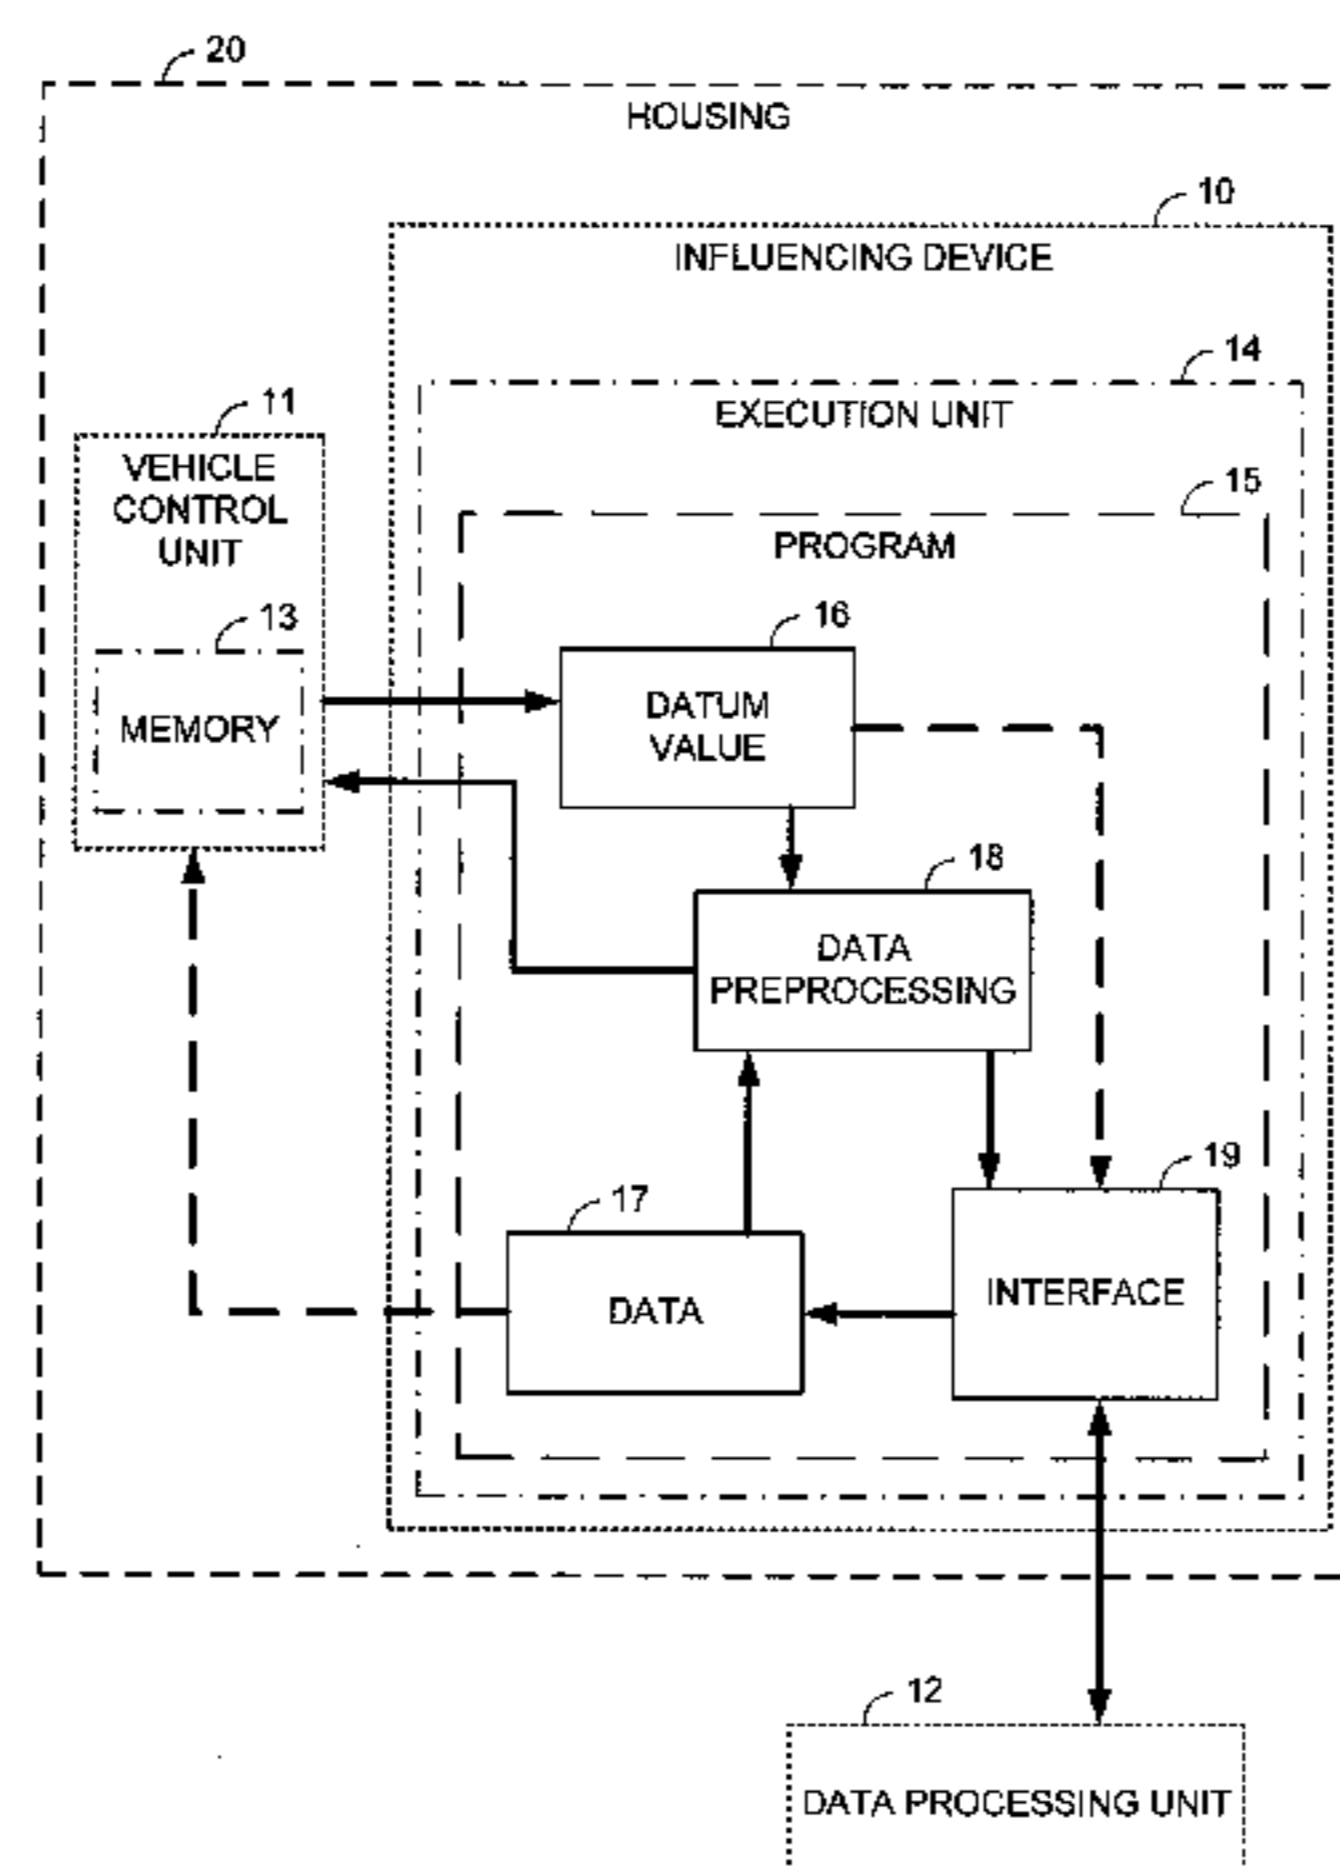 20
HOUSING
10
INFLUENCING DEVICE
14
EXECUTION UNIT
11
VEHICLE
CONTROL
UNIT
15
PROGRAM
13
MEMORY
16
DATUM
VALUE
18
DATA
PREPROCESSING
19
INTERFACE
17
DATA
12
DATA PROCESSING UNIT